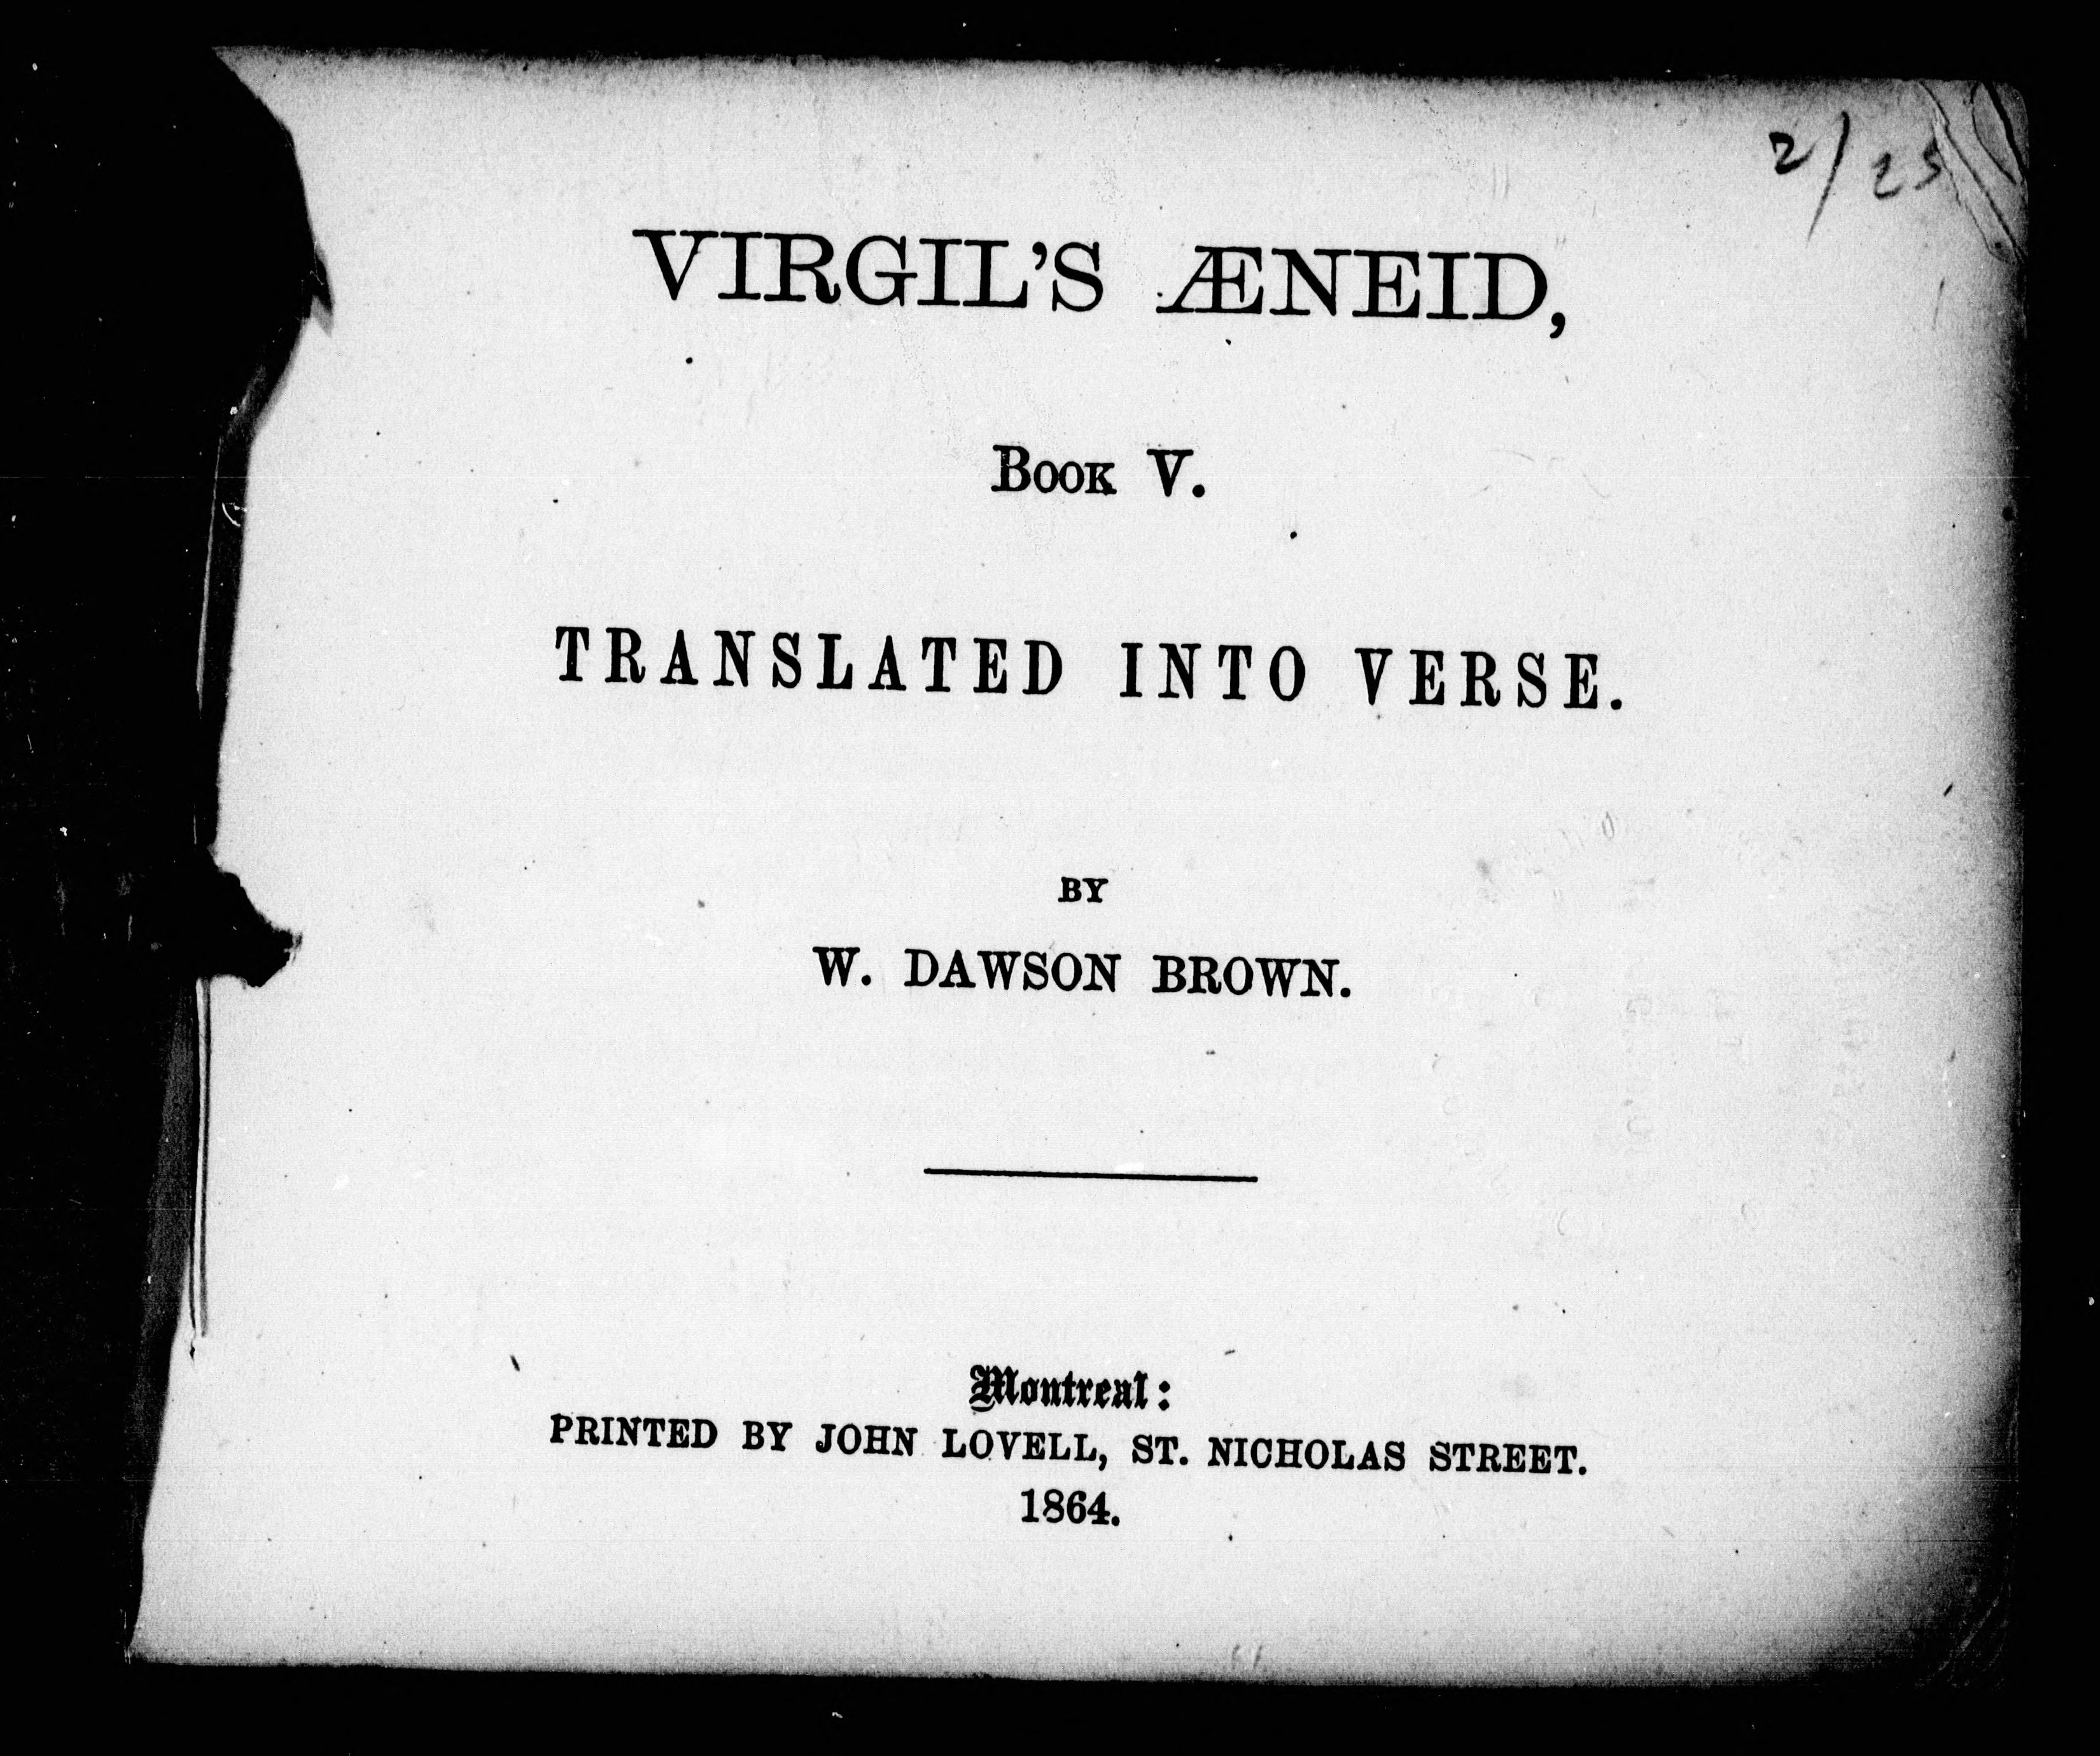 2/25
VIRGIL'S ÆNEID,
BOOK V.
TRANSLATED INTO VERSE.
BY
W. DAWSON BROWN.
Montreal:
PRINTED BY JOHN LOVELL, ST. NICHOLAS STREET.
1864.